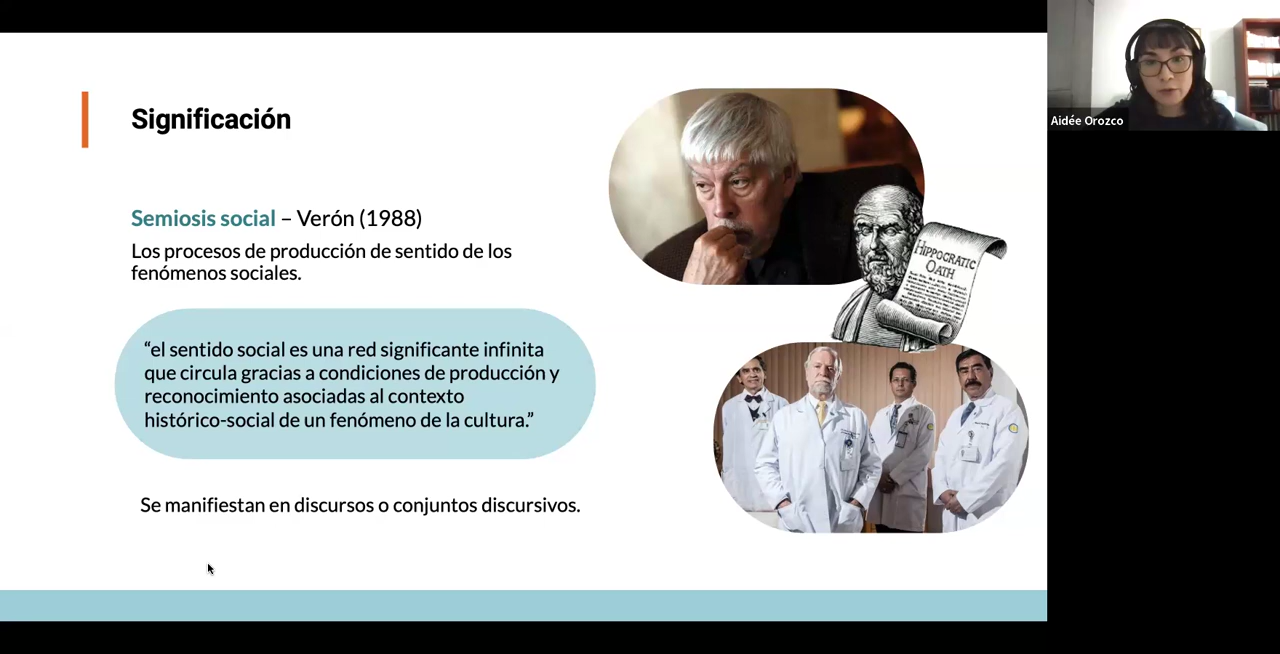 Significación
Semiosis social – Verón (1988)
Los procesos de producción de sentido de los
fenómenos sociales.
“el sentido social es una red significante infinita
que circula gracias a condiciones de producción y
reconocimiento asociadas al contexto
histórico-social de un fenómeno de la cultura.”
Se manifiestan en discursos o conjuntos discursivos.
HIPPOCRATIC
OATH
Aidée Orozco